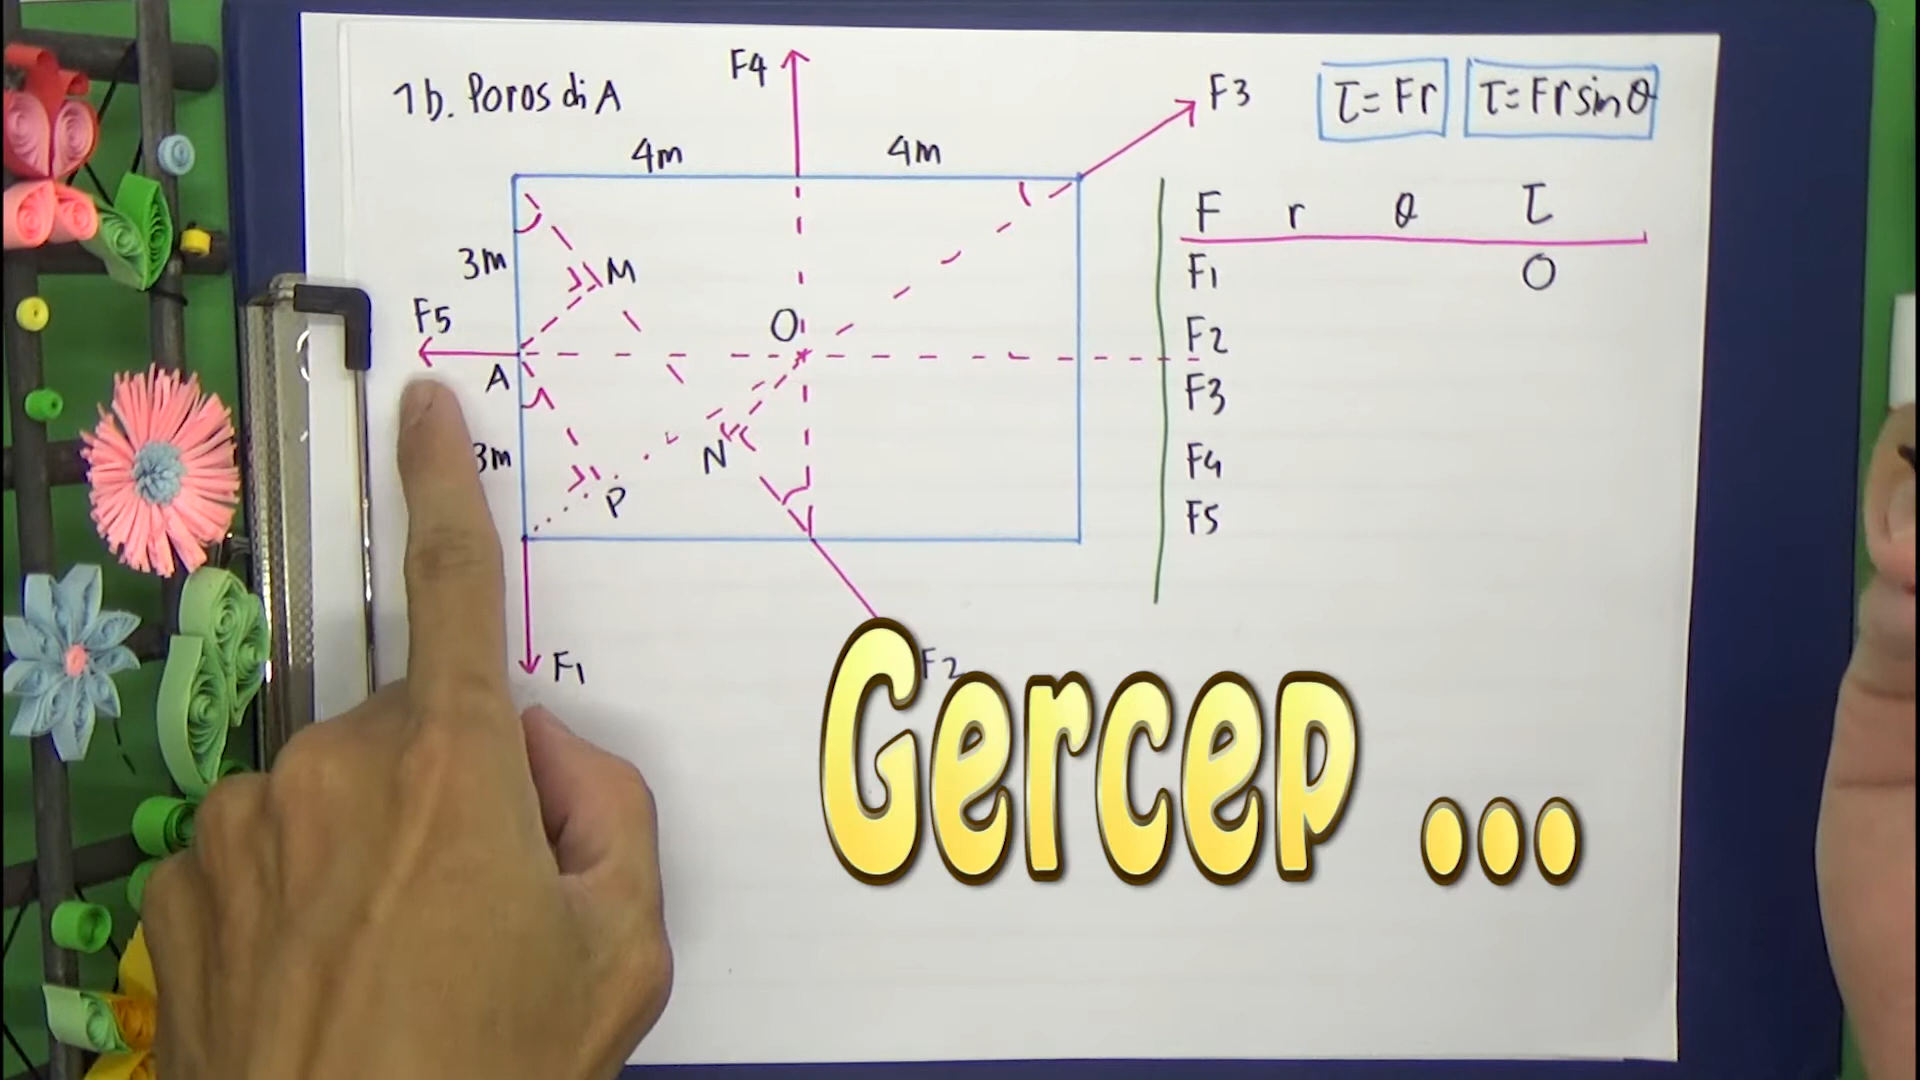 1b. Poros di A
F4
F3
τ = Fr
τ = Fr sin θ
4m
4m
3m
M
F5
O
A
3m
N
P
F1
F2
F r θ τ
F1 0
F2
F3
F4
F5
Gercep ...